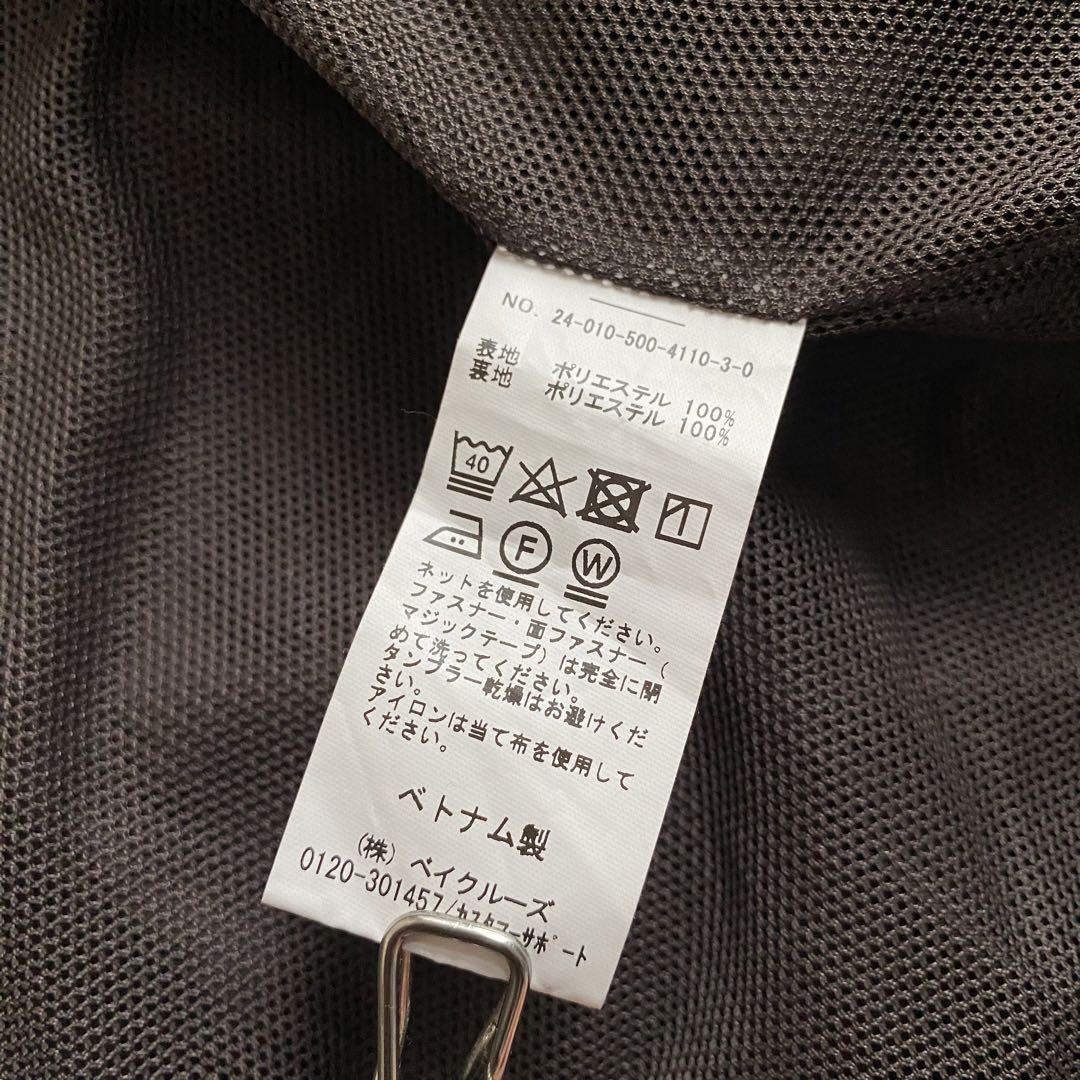 NO. 24-010-500-4110-3-0
表地 ポリエステル 100%
裏地 ポリエステル 100%
40
F W
ネットを使用してください。
ファスナー・面ファスナー(
マジックテープ)は完全に閉
めて洗ってください。
タンブラー乾燥はお避けくだ
さい。
アイロンは当て布を使用して
ください。
ベトナム製
(株) ベイクルーズ
0120-301457/カスタマーサポート